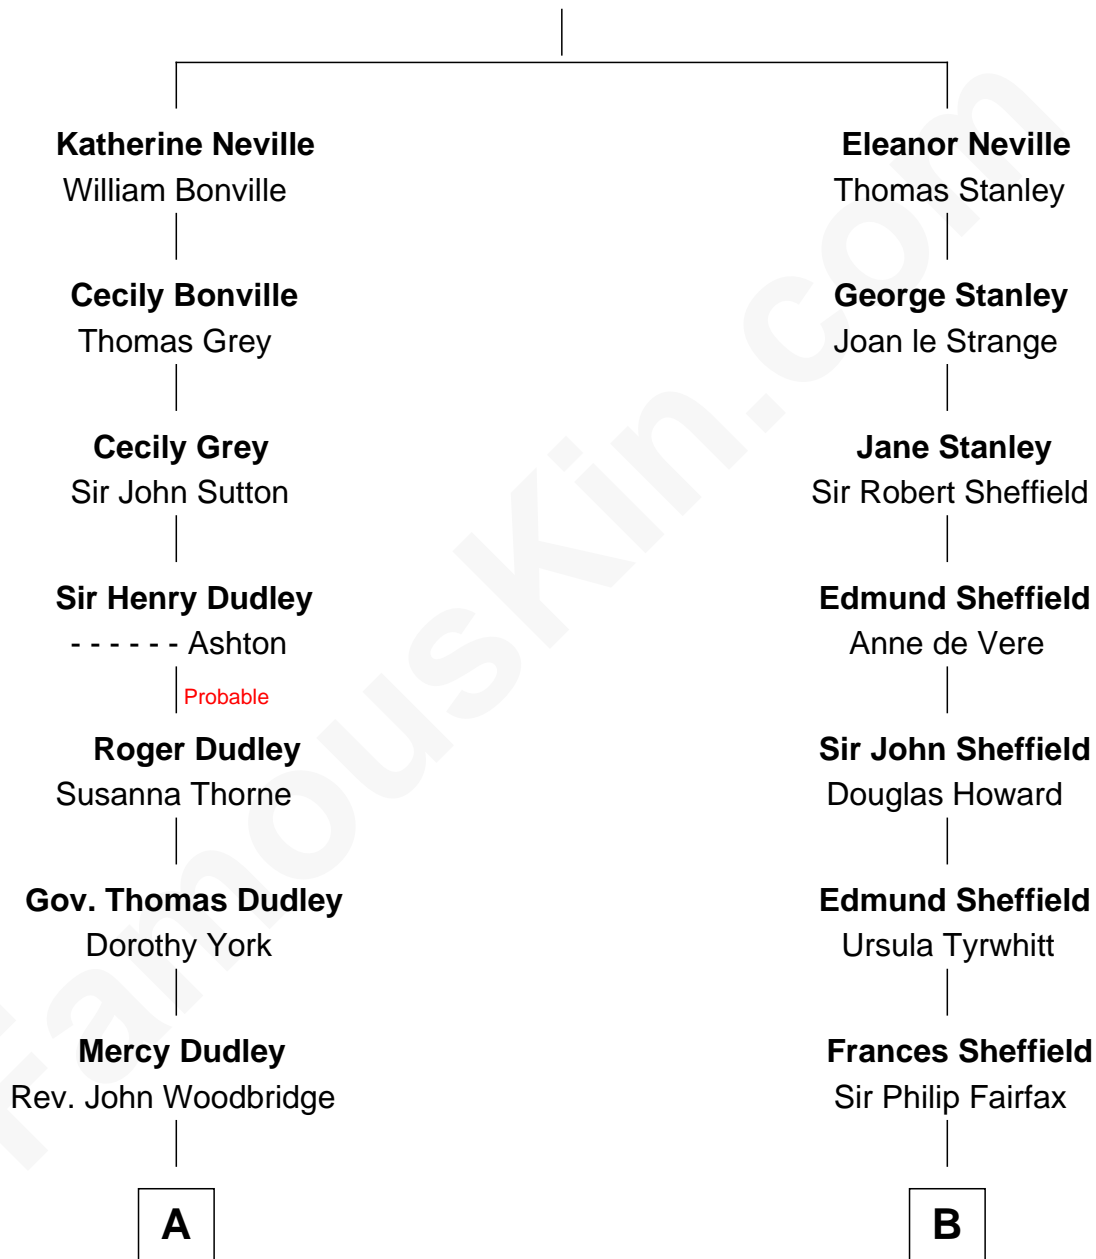 Katherine Neville
William Bonville
Cecily Bonville
Thomas Grey
Cecily Grey
Sir John Sutton
Sir Henry Dudley
- - - - - - Ashton
Probable
Roger Dudley
Susanna Thorne
Gov. Thomas Dudley
Dorothy York
Mercy Dudley
Rev. John Woodbridge
A
Eleanor Neville
Thomas Stanley
George Stanley
Joan le Strange
Jane Stanley
Sir Robert Sheffield
Edmund Sheffield
Anne de Vere
Sir John Sheffield
Douglas Howard
Edmund Sheffield
Ursula Tyrwhitt
Frances Sheffield
Sir Philip Fairfax
B
FamousKin.com